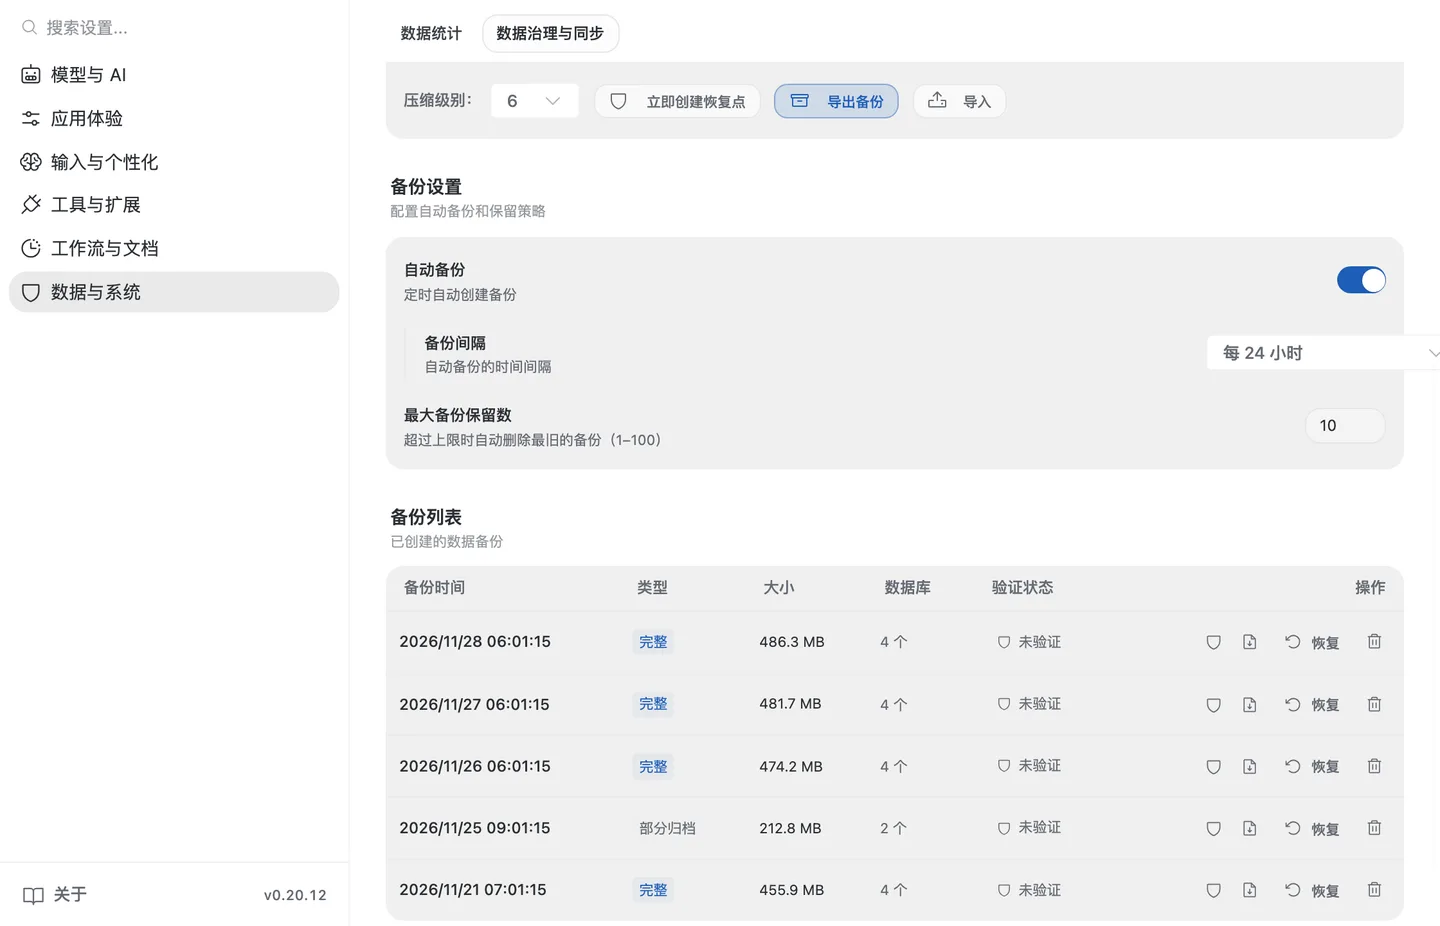 搜索设置...
模型与 AI
应用体验
输入与个性化
工具与扩展
工作流与文档
数据与系统
关于 v0.20.12
数据统计 数据治理与同步
压缩级别： 6 立即创建恢复点 导出备份 导入
备份设置
配置自动备份和保留策略
自动备份
定时自动创建备份
备份间隔
自动备份的时间间隔
每 24 小时
最大备份保留数
超过上限时自动删除最旧的备份（1–100）
10
备份列表
已创建的数据备份
备份时间 类型 大小 数据库 验证状态 操作
2026/11/28 06:01:15 完整 486.3 MB 4 个 未验证 恢复
2026/11/27 06:01:15 完整 481.7 MB 4 个 未验证 恢复
2026/11/26 06:01:15 完整 474.2 MB 4 个 未验证 恢复
2026/11/25 09:01:15 部分归档 212.8 MB 2 个 未验证 恢复
2026/11/21 07:01:15 完整 455.9 MB 4 个 未验证 恢复